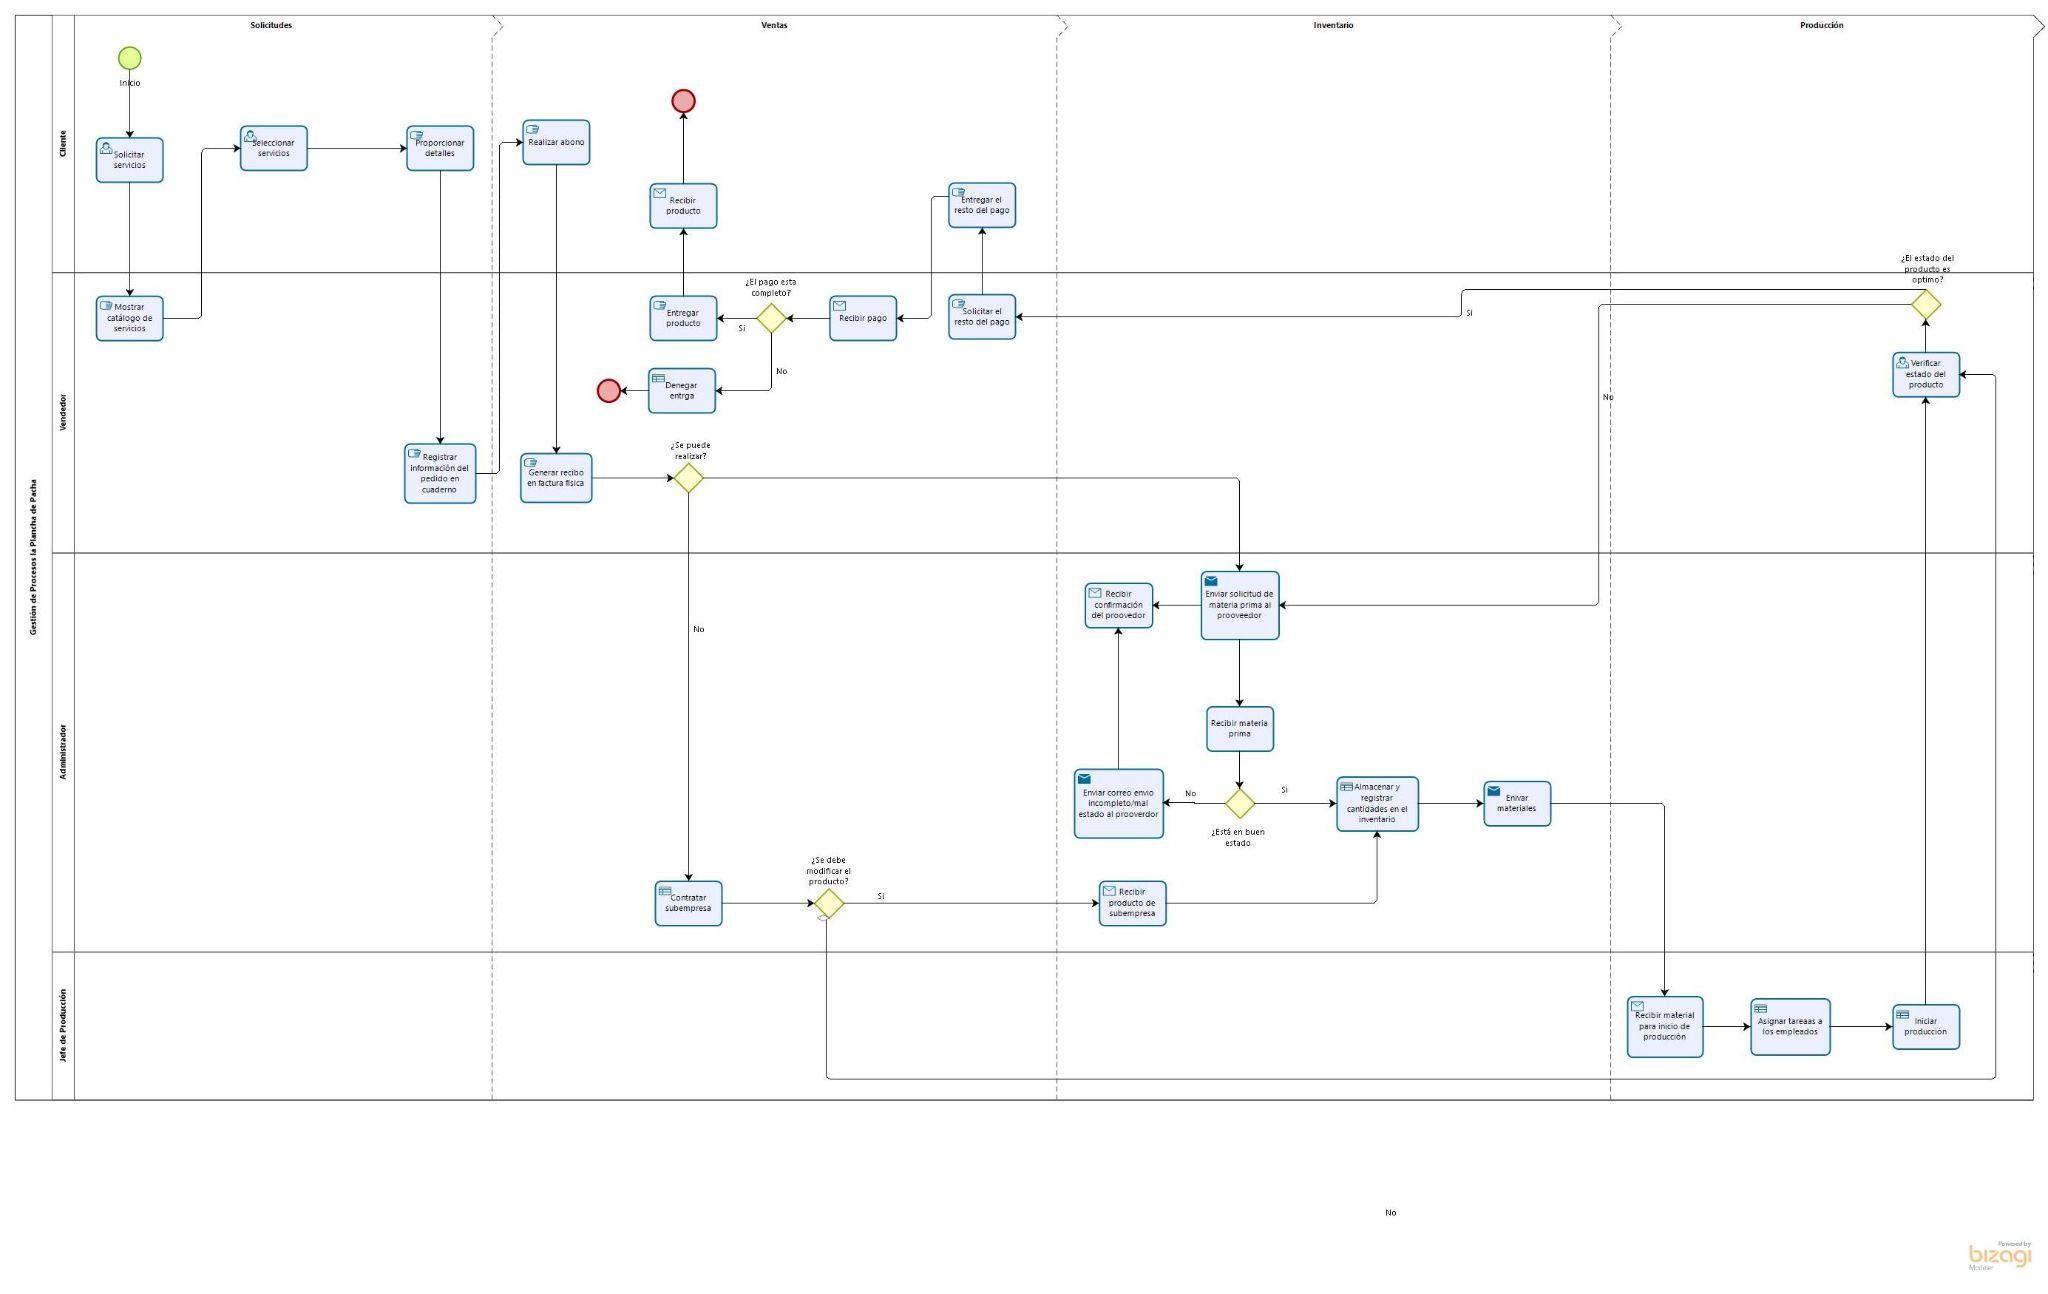 Solicitudes
Ventas
Inventario
Producción
Gestión de Procesos la Plancha de Pacha
Cliente
Inicio
Solicitar
servicios
Seleccionar
servicios
Proporcionar
detalles
Realizar abono
Recibir
producto
Entregar el
resto del pago
Vendedor
Mostrar
catálogo de
servicios
Registrar
información del
pedido en
cuaderno
Generar recibo
en factura fisica
Entregar
producto
¿El pago esta
completo?
Si
No
Recibir pago
Solicitar el
resto del pago
Denegar
entrga
¿Se puede
realizar?
No
Si
No
¿El estado del
producto es
optimo?
Verificar
estado del
producto
Administrador
Recibir
confirmación
del proovedor
Enviar solicitud de
materia prima al
prooveedor
Recibir materia
prima
Enviar correo envio
incompleto/mal
estado al prooverdor
No
Si
¿Está en buen
estado
Almacenar y
registrar
cantidades en el
inventario
Enivar
materiales
Contratar
subempresa
¿Se debe
modificar el
producto?
Si
Recibir
producto de
subempresa
Jefe de Producción
Recibir material
para inicio de
producción
Asignar tareaas a
los empleados
Iniciar
producción
No
Powered by
bizagi
Modeler